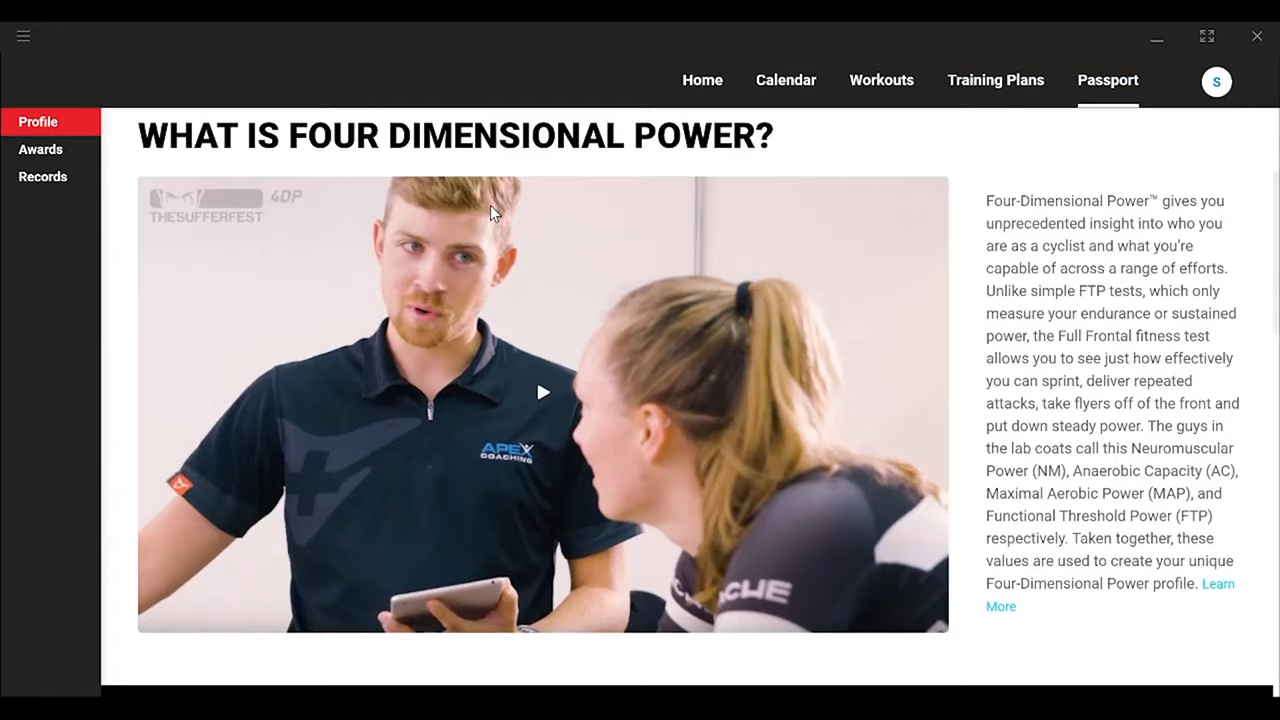 Home Calendar Workouts Training Plans Passport S
Profile
Awards
Records
WHAT IS FOUR DIMENSIONAL POWER?
4DP
THESUFFERFEST
APEX
COACHING
Four-Dimensional Power™ gives you
unprecedented insight into who you
are as a cyclist and what you’re
capable of across a range of efforts.
Unlike simple FTP tests, which only
measure your endurance or sustained
power, the Full Frontal fitness test
allows you to see just how effectively
you can sprint, deliver repeated
attacks, take flyers off of the front and
put down steady power. The guys in
the lab coats call this Neuromuscular
Power (NM), Anaerobic Capacity (AC),
Maximal Aerobic Power (MAP), and
Functional Threshold Power (FTP)
respectively. Taken together, these
values are used to create your unique
Four-Dimensional Power profile. Learn
More